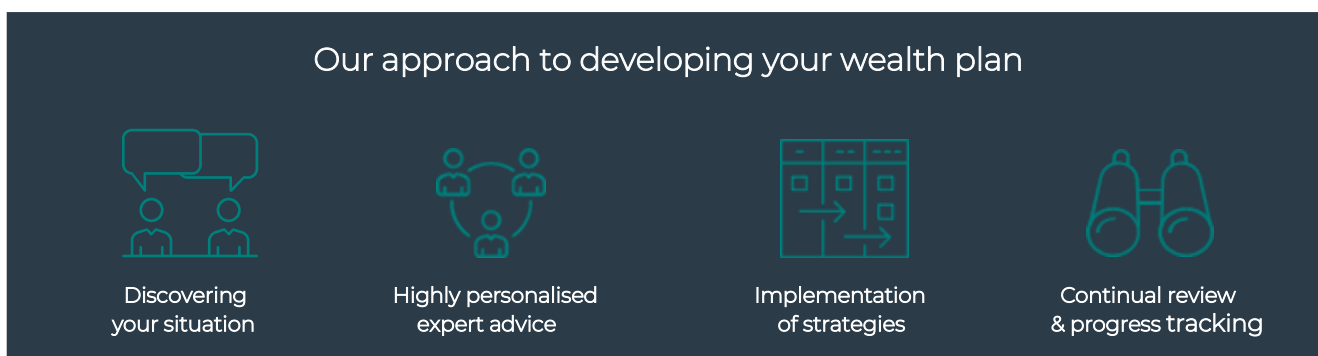 Our approach to developing your wealth plan
Discovering
your situation
Highly personalised
expert advice
Implementation
of strategies
Continual review
& progress tracking